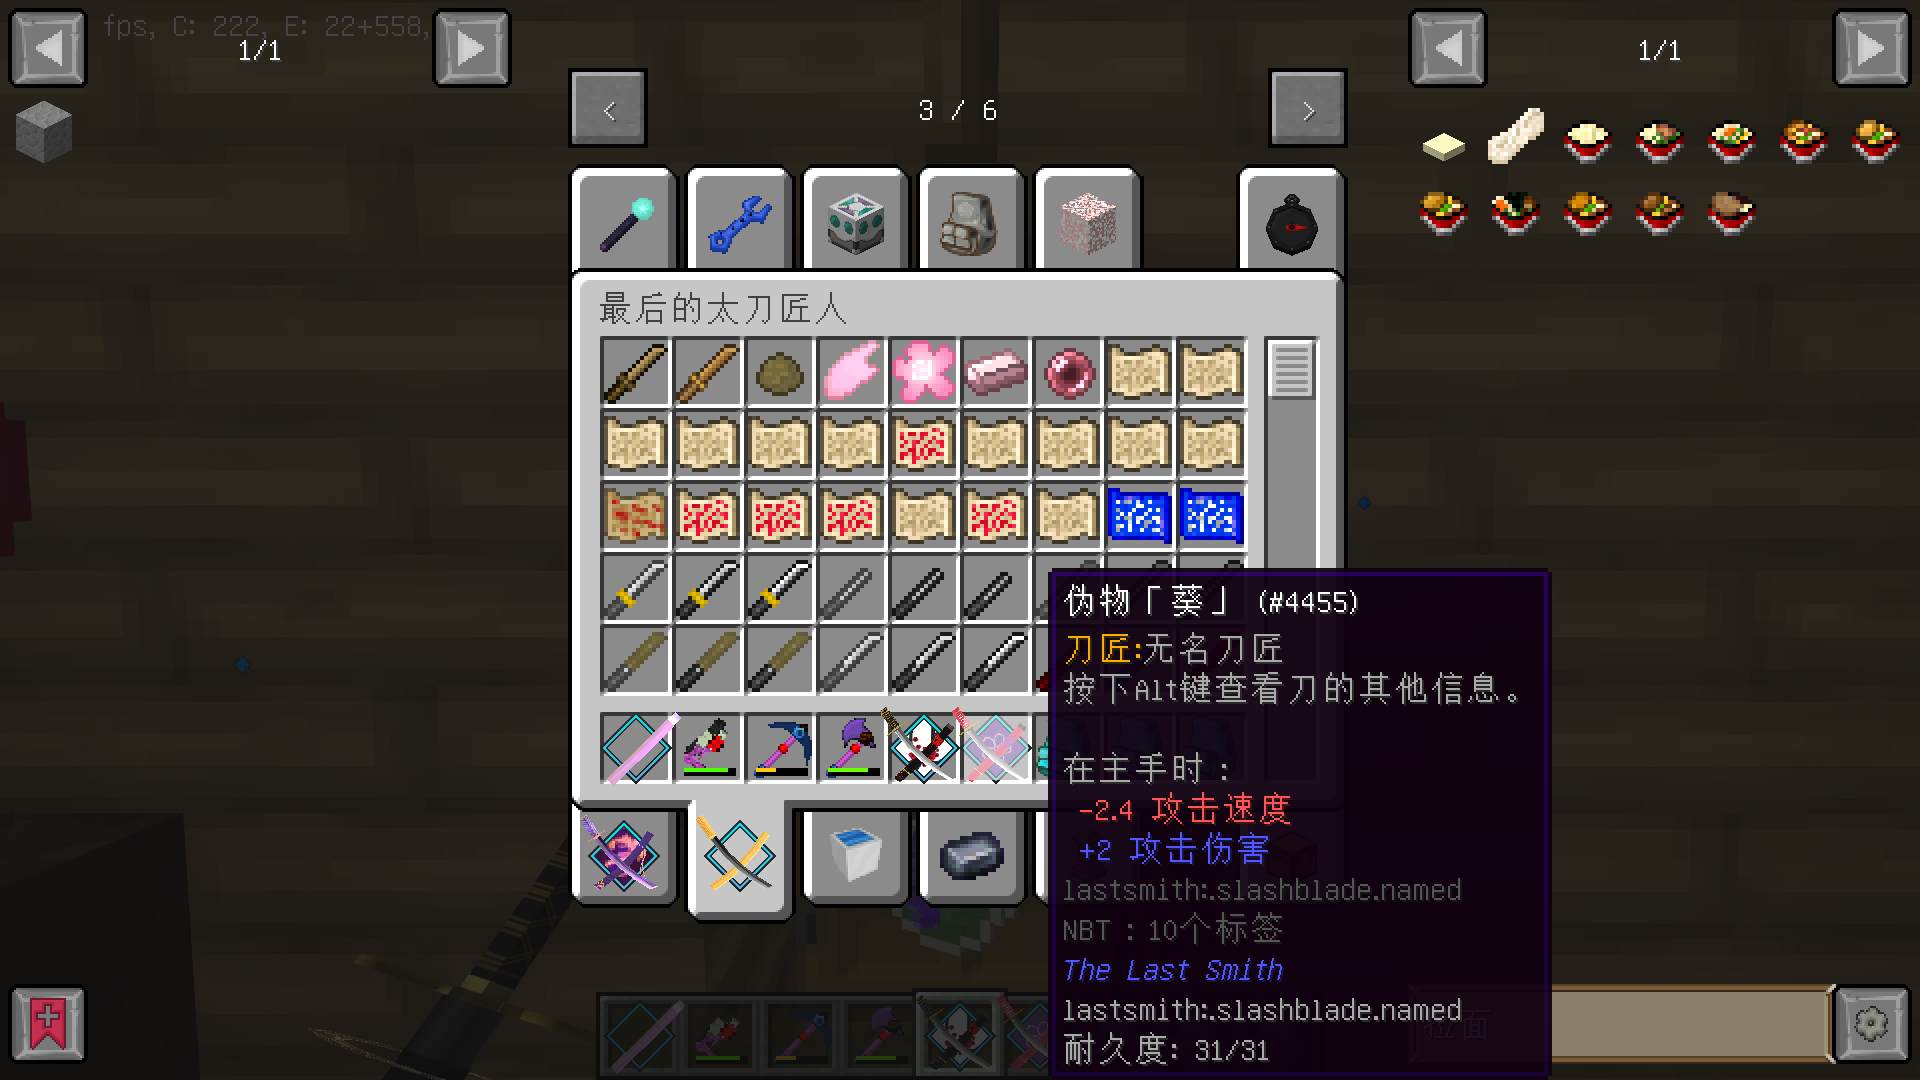 fps, C: 222, E: 22+558,
1/1
1/1
3 / 6
最后的太刀匠人
伪物「葵」 (#4455)
刀匠:无名刀匠
按下Alt键查看刀的其他信息。
在主手时：
-2.4 攻击速度
+2 攻击伤害
lastsmith:.slashblade.named
NBT：10个标签
The Last Smith
lastsmith:.slashblade.named
耐久度: 31/31
拉面